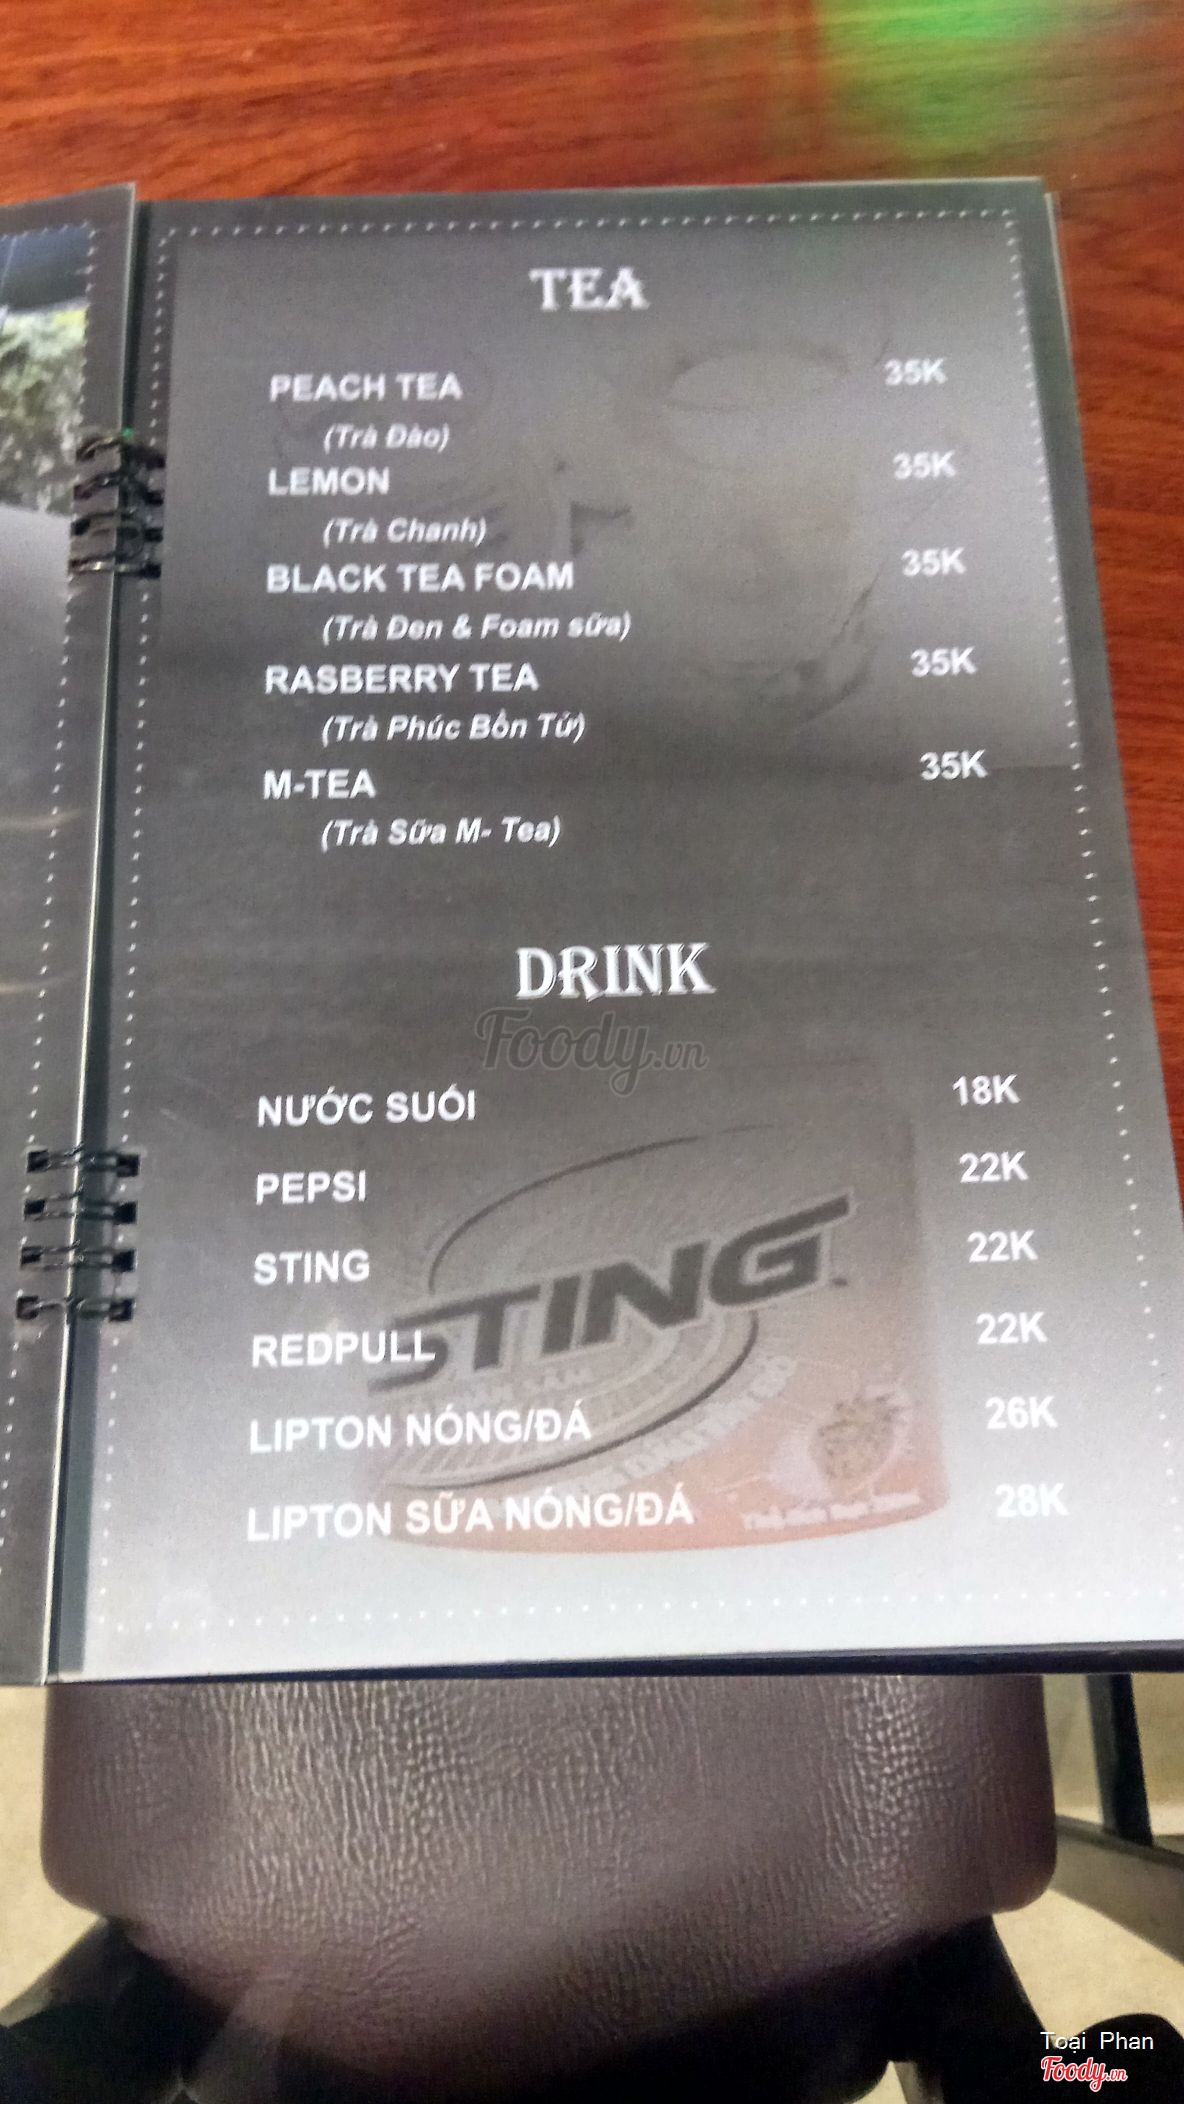 TEA
PEACH TEA 35K
(Trà Đào)
LEMON 35K
(Trà Chanh)
BLACK TEA FOAM 35K
(Trà Đen & Foam sữa)
RASBERRY TEA 35K
(Trà Phúc Bồn Tử)
M-TEA 35K
(Trà Sữa M- Tea)
DRINK
Foody.vn
NƯỚC SUỐI 18K
PEPSI 22K
STING 22K
STING
REDPULL 22K
LIPTON NÓNG/ĐÁ 26K
LIPTON SỮA NÓNG/ĐÁ 28K
Toại Phan
Foody.vn